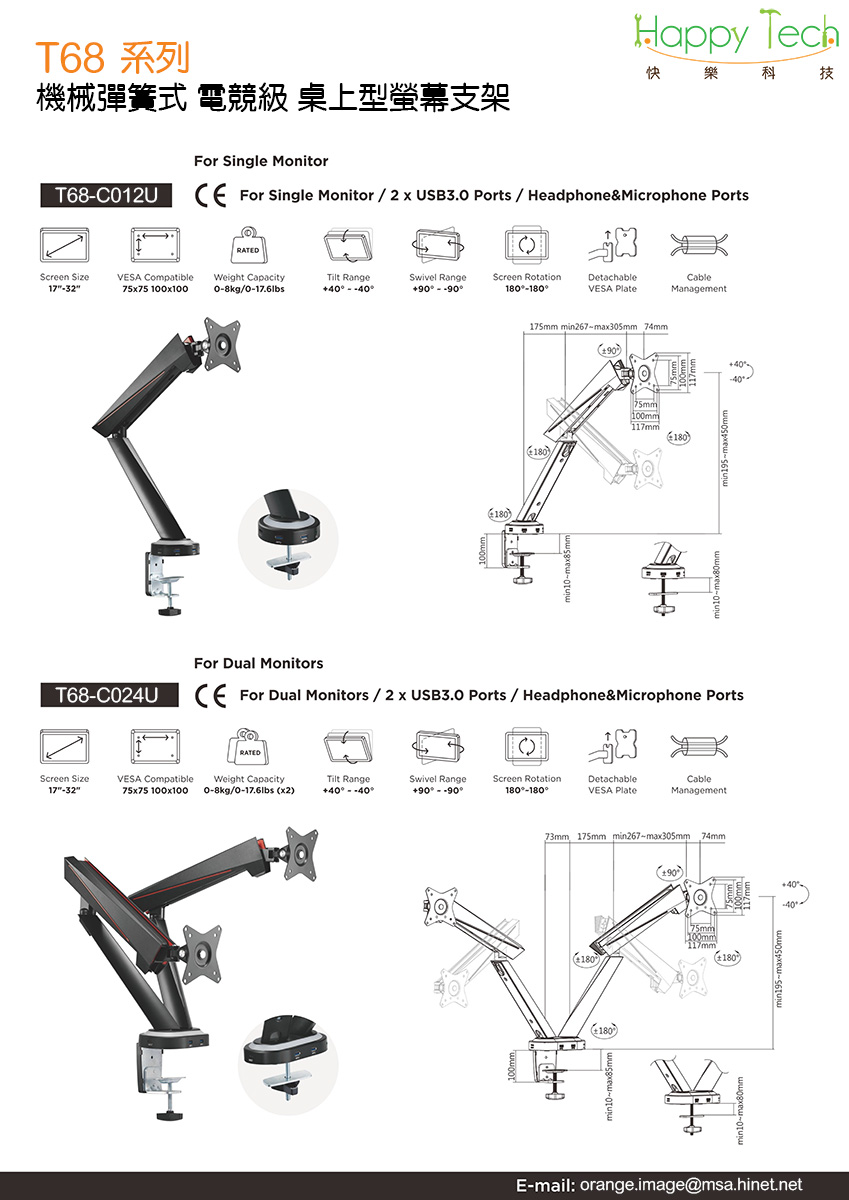 Happy Tech
快樂科技
T68 系列
機械彈簧式 電競級 桌上型螢幕支架
For Single Monitor
T68-C012U
CE For Single Monitor / 2 x USB3.0 Ports / Headphone&Microphone Ports
RATED
Screen Size VESA Compatible Weight Capacity Tilt Range Swivel Range Screen Rotation Detachable Cable
17"-32" 75x75 100x100 0-8kg/0-17.6lbs +40° - -40° +90° - -90° 180°-180° VESA Plate Management
175mm min267~max305mm 74mm
±90°
75mm
100mm
117mm
+40°
-40°
75mm
100mm
117mm
±180°
±180°
min195~max450mm
±180°
100mm
min10~max85mm
min10~max80mm
For Dual Monitors
T68-C024U
CE For Dual Monitors / 2 x USB3.0 Ports / Headphone&Microphone Ports
RATED
Screen Size VESA Compatible Weight Capacity Tilt Range Swivel Range Screen Rotation Detachable Cable
17"-32" 75x75 100x100 0-8kg/0-17.6lbs (x2) +40° - -40° +90° - -90° 180°-180° VESA Plate Management
73mm 175mm min267~max305mm 74mm
±90°
75mm
100mm
117mm
+40°
-40°
75mm
100mm
117mm
±180°
±180°
min195~max450mm
±180°
100mm
min10~max85mm
min10~max80mm
E-mail: orange.image@msa.hinet.net